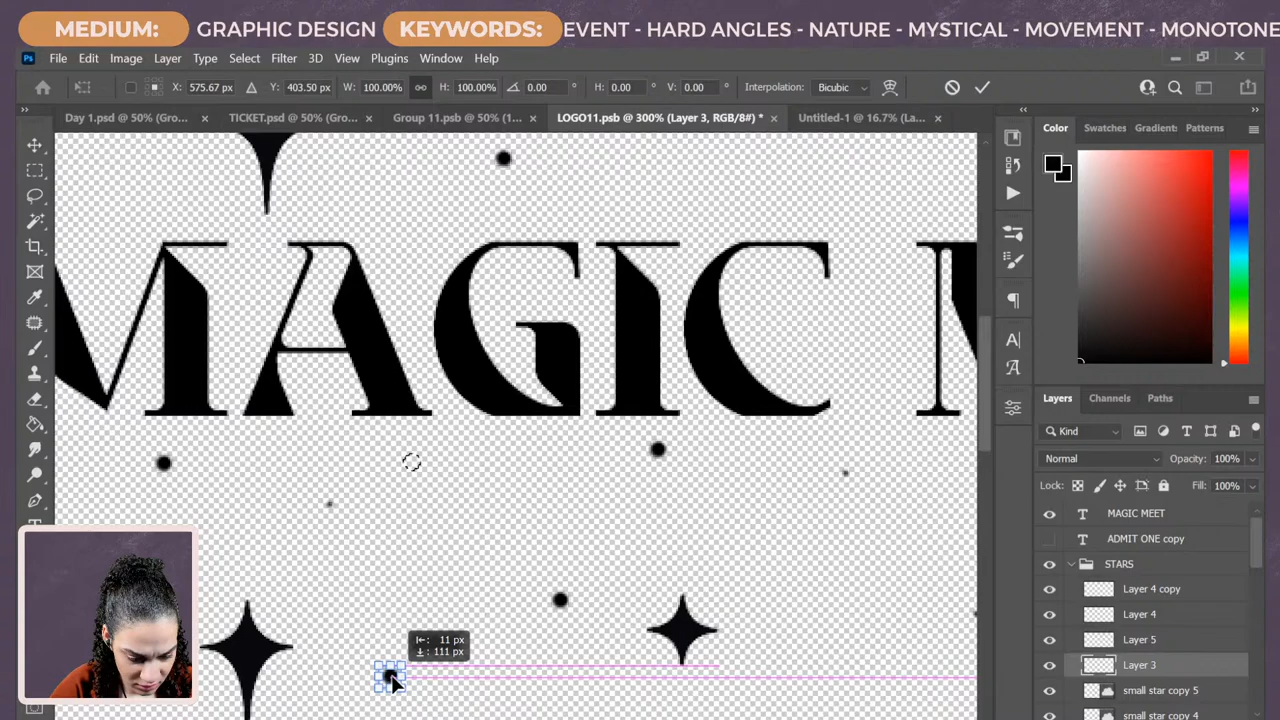 MEDIUM: GRAPHIC DESIGN KEYWORDS: EVENT - HARD ANGLES - NATURE - MYSTICAL - MOVEMENT - MONOTONE
Ps File Edit Image Layer Type Select Filter 3D View Plugins Window Help
X: 575.67 px Y: 403.50 px W: 100.00% H: 100.00% 0.00 ° H: 0.00 ° V: 0.00 ° Interpolation: Bicubic
Day 1.psd @ 50% (Gro... × TICKET.psd @ 50% (Gro... × Group 11.psb @ 50% (1... × LOGO11.psb @ 300% (Layer 3, RGB/8#) * × Untitled-1 @ 16.7% (La... ×
Color Swatches Gradient: Patterns
MAGIC M
11 px
111 px
Layers Channels Paths
Kind
Normal Opacity: 100%
Lock: Fill: 100%
T MAGIC MEET
T ADMIT ONE copy
STARS
Layer 4 copy
Layer 4
Layer 5
Layer 3
small star copy 5
small star copy 4